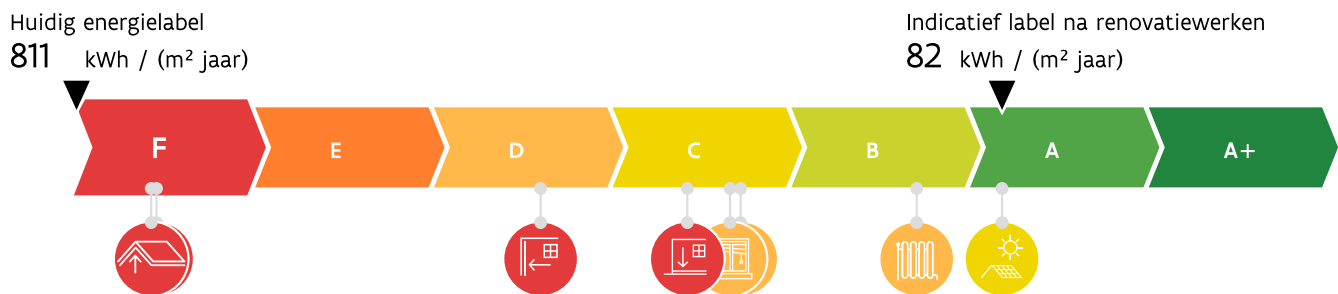 Huidig energielabel
811 kWh / (m² jaar)
Indicatief label na renovatiewerken
82 kWh / (m² jaar)
F E D C B A A+